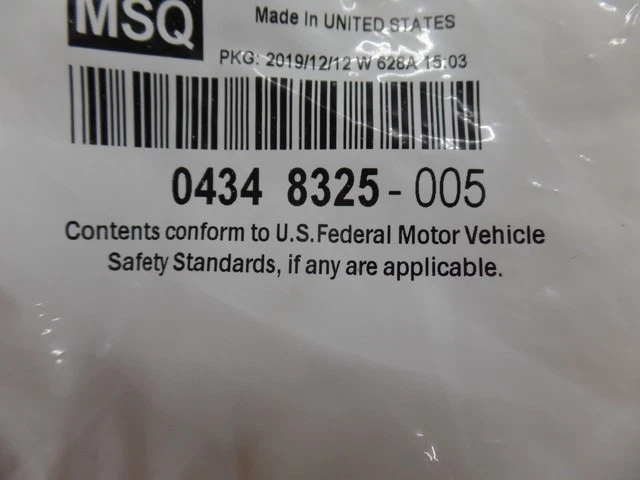 MSQ
Made In UNITED STATES
PKG: 2019/12/12 W 628A 15:03
0434 8325-005
Contents conform to U.S.Federal Motor Vehicle
Safety Standards, if any are applicable.